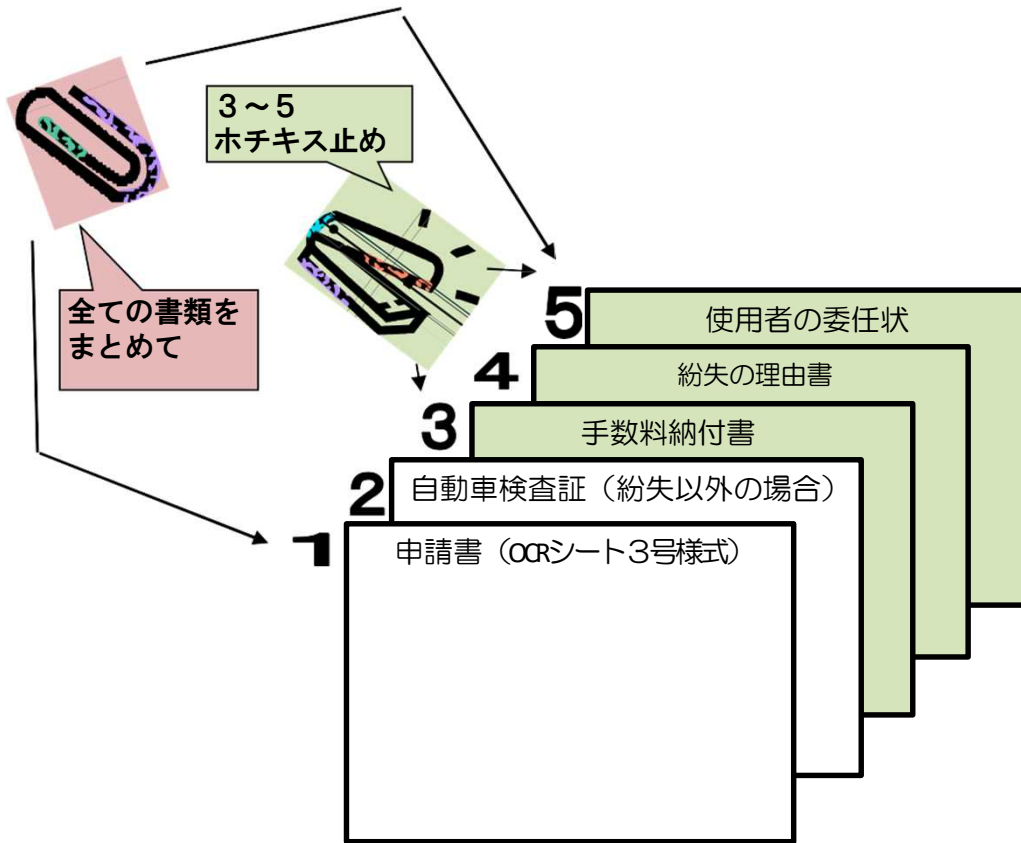 3～5
ホチキス止め
全ての書類を
まとめて
5
使用者の委任状
4
紛失の理由書
3
手数料納付書
2
自動車検査証（紛失以外の場合）
1
申請書（OCRシート3号様式）